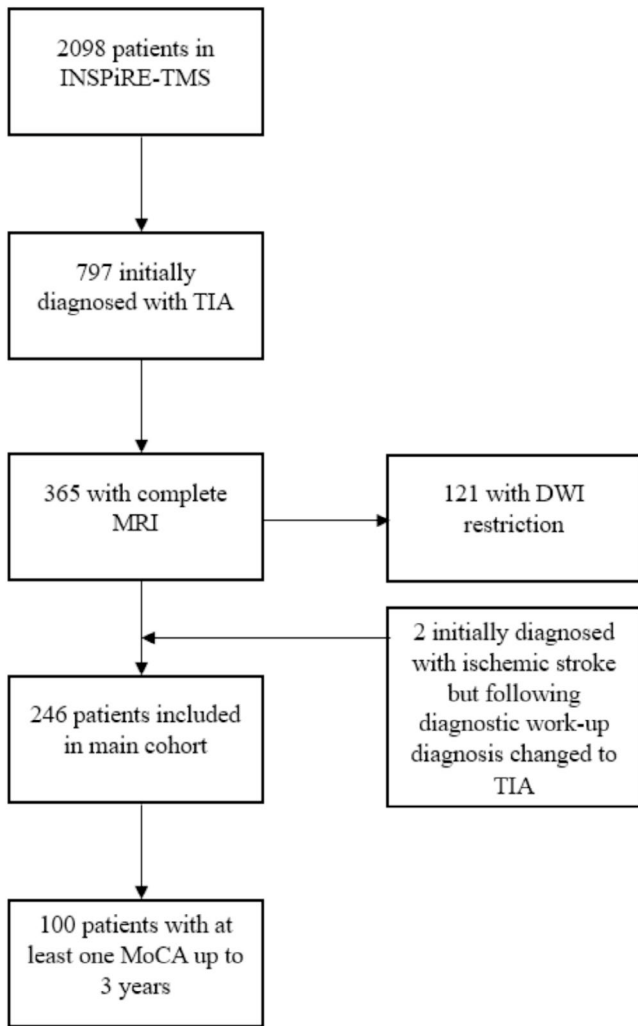 2098 patients in
INSPiRE-TMS
797 initially
diagnosed with TIA
365 with complete
MRI
121 with DWI
restriction
2 initially diagnosed
with ischemic stroke
but following
diagnostic work-up
diagnosis changed to
TIA
246 patients included
in main cohort
100 patients with at
least one MoCA up to
3 years